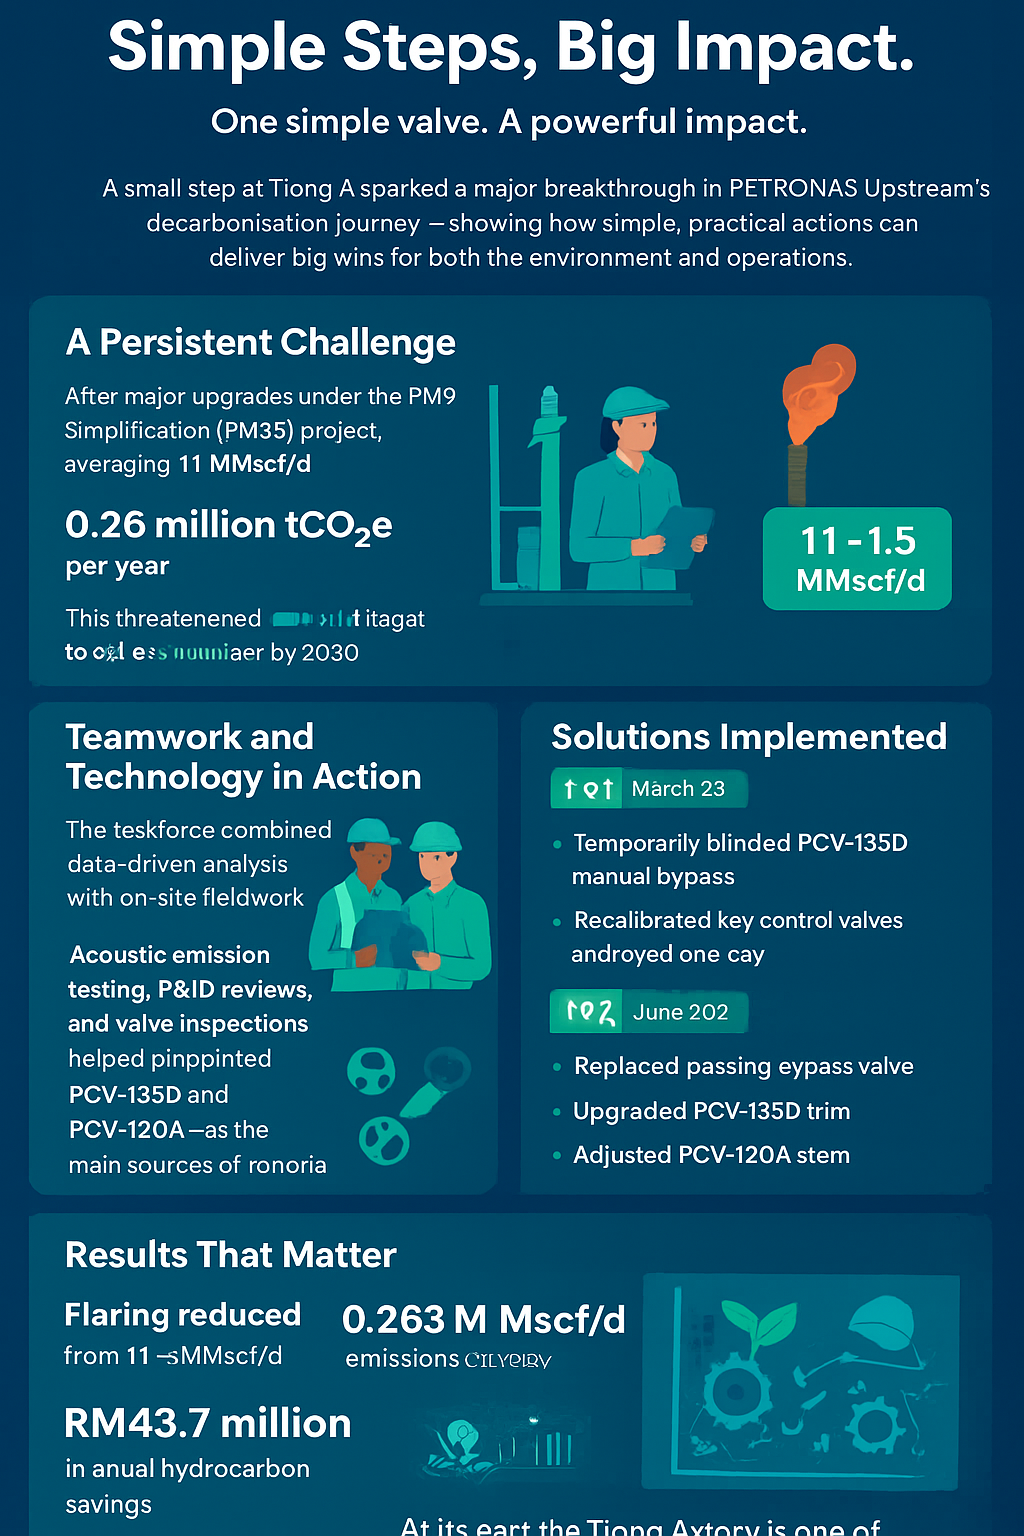 Simple Steps, Big Impact.
One simple valve. A powerful impact.
A small step at Tiong A sparked a major breakthrough in PETRONAS Upstream's
decarbonisation journey – showing how simple, practical actions can
deliver big wins for both the environment and operations.
A Persistent Challenge
After major upgrades under the PM9
Simplification (PM35) project,
averaging 11 MMscf/d
0.26 million tCO₂e
per year
This threatenened itagat
to by 2030
11 - 1.5
MMscf/d
Teamwork and
Technology in Action
The teskforce combined
data-driven analysis
with on-site fieldwork
Acoustic emission
testing, P&ID reviews,
and valve inspections
helped pinppinted
PCV-135D and
PCV-120A – as the
main sources of ronoria
Solutions Implemented
March 23
• Temporarily blinded PCV-135D
manual bypass
• Recalibrated key control valves
androyed one cay
June 202
• Replaced passing eypass valve
• Upgraded PCV-135D trim
• Adjusted PCV-120A stem
Results That Matter
Flaring reduced
from 11 –sMMscf/d
0.263 M Mscf/d
emissions
RM43.7 million
in anual hydrocarbon
savings
At its eart the Tiong Axtory is one of